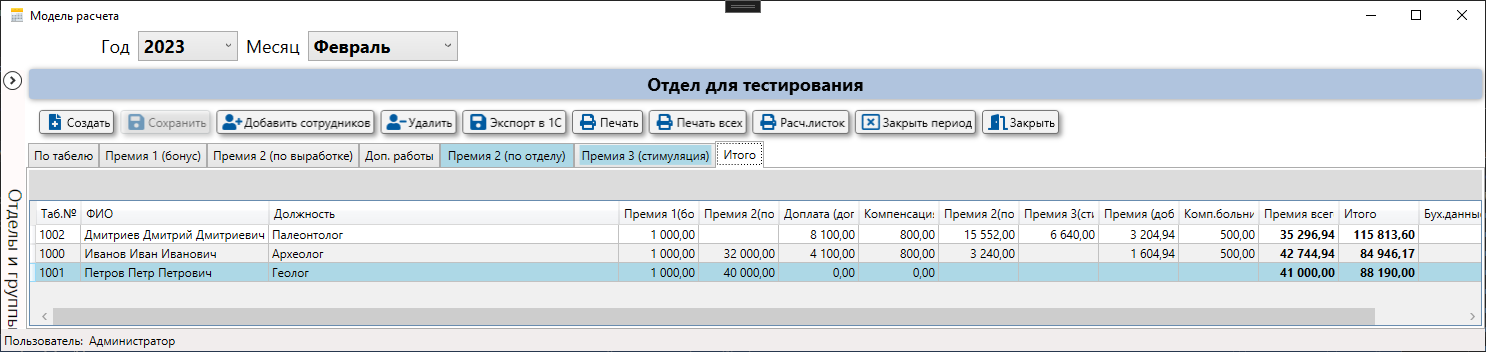 Модель расчета
Год 2023 Месяц Февраль
Отдел для тестирования
Создать Сохранить Добавить сотрудников Удалить Экспорт в 1С Печать Печать всех Расч.листок Закрыть период Закрыть
По табелю Премия 1 (бонус) Премия 2 (по выработке) Доп. работы Премия 2 (по отделу) Премия 3 (стимуляция) Итого
Отделы и группы
Таб.№ ФИО Должность Премия 1(бо Премия 2(по Доплата (дог Компенсация Премия 2(по Премия 3(сти Премия (доб Комп.больни Премия всег Итого Бух.данные
1002 Дмитриев Дмитрий Дмитриевич Палеонтолог 1 000,00 8 100,00 800,00 15 552,00 6 640,00 3 204,94 500,00 35 296,94 115 813,60
1000 Иванов Иван Иванович Археолог 1 000,00 32 000,00 4 100,00 800,00 3 240,00 1 604,94 500,00 42 744,94 84 946,17
1001 Петров Петр Петрович Геолог 1 000,00 40 000,00 0,00 0,00 41 000,00 88 190,00
Пользователь: Администратор